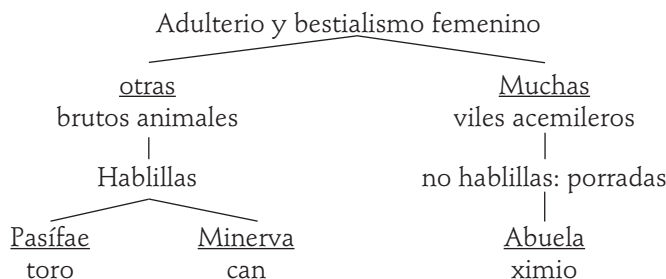 Adulterio y bestialismo femenino
otras Muchas
brutos animales viles acemileros
Hablillas no hablillas: porradas
Pasífae Minerva Abuela
toro can ximio